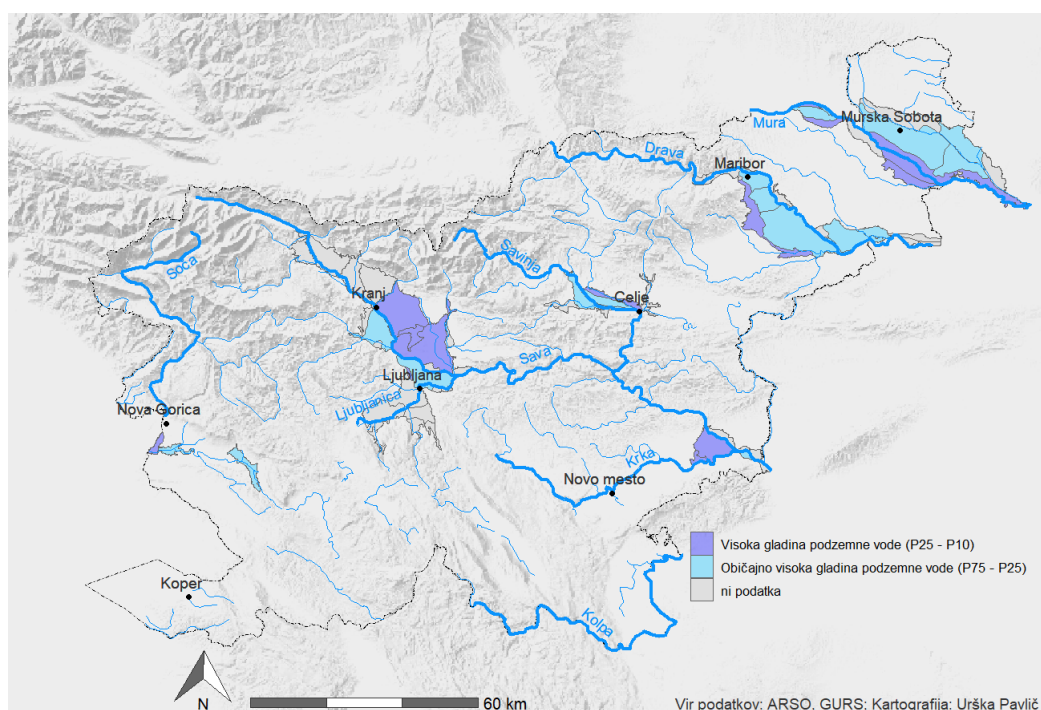 Mura
Murska Sobota
Drava
Maribor
Savinja
Soča
Kranj
Celje
Sava
Ljubljana
Nova Gorica
Ljubljanica
Krka
Novo mesto
Visoka gladina podzemne vode (P25 - P10)
Običajno visoka gladina podzemne vode (P75 - P25)
ni podatka
Koper
Kolpa
N
60 km
Vir podatkov: ARSO, GURS; Kartografija: Urška Pavlič